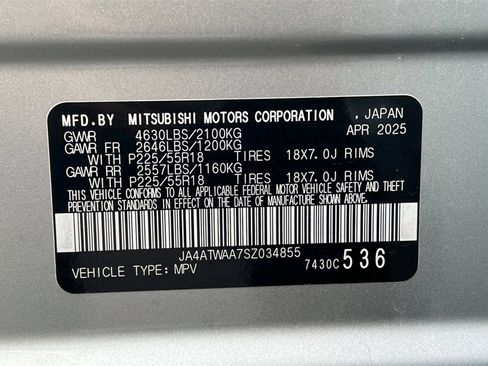 MFD.BY MITSUBISHI MOTORS CORPORATION , JAPAN
GWWR 4630LBS/2100KG APR 2025
GAWR FR 2646LBS/1200KG
WITH P225/55R18 TIRES 18X7.0J RIMS
GAWR RR 2557LBS/1160KG
WITH P225/55R18 TIRES 18X7.0J RIMS
THIS VEHICLE CONFORMS TO ALL APPLICABLE FEDERAL MOTOR VEHICLE SAFETY AND THEFT
PREVENTION STANDARDS IN EFFECT ON THE DATE OF MANUFACTURE SHOWN ABOVE.
JA4ATWAA7SZ034855
VEHICLE TYPE: MPV 7430C 536